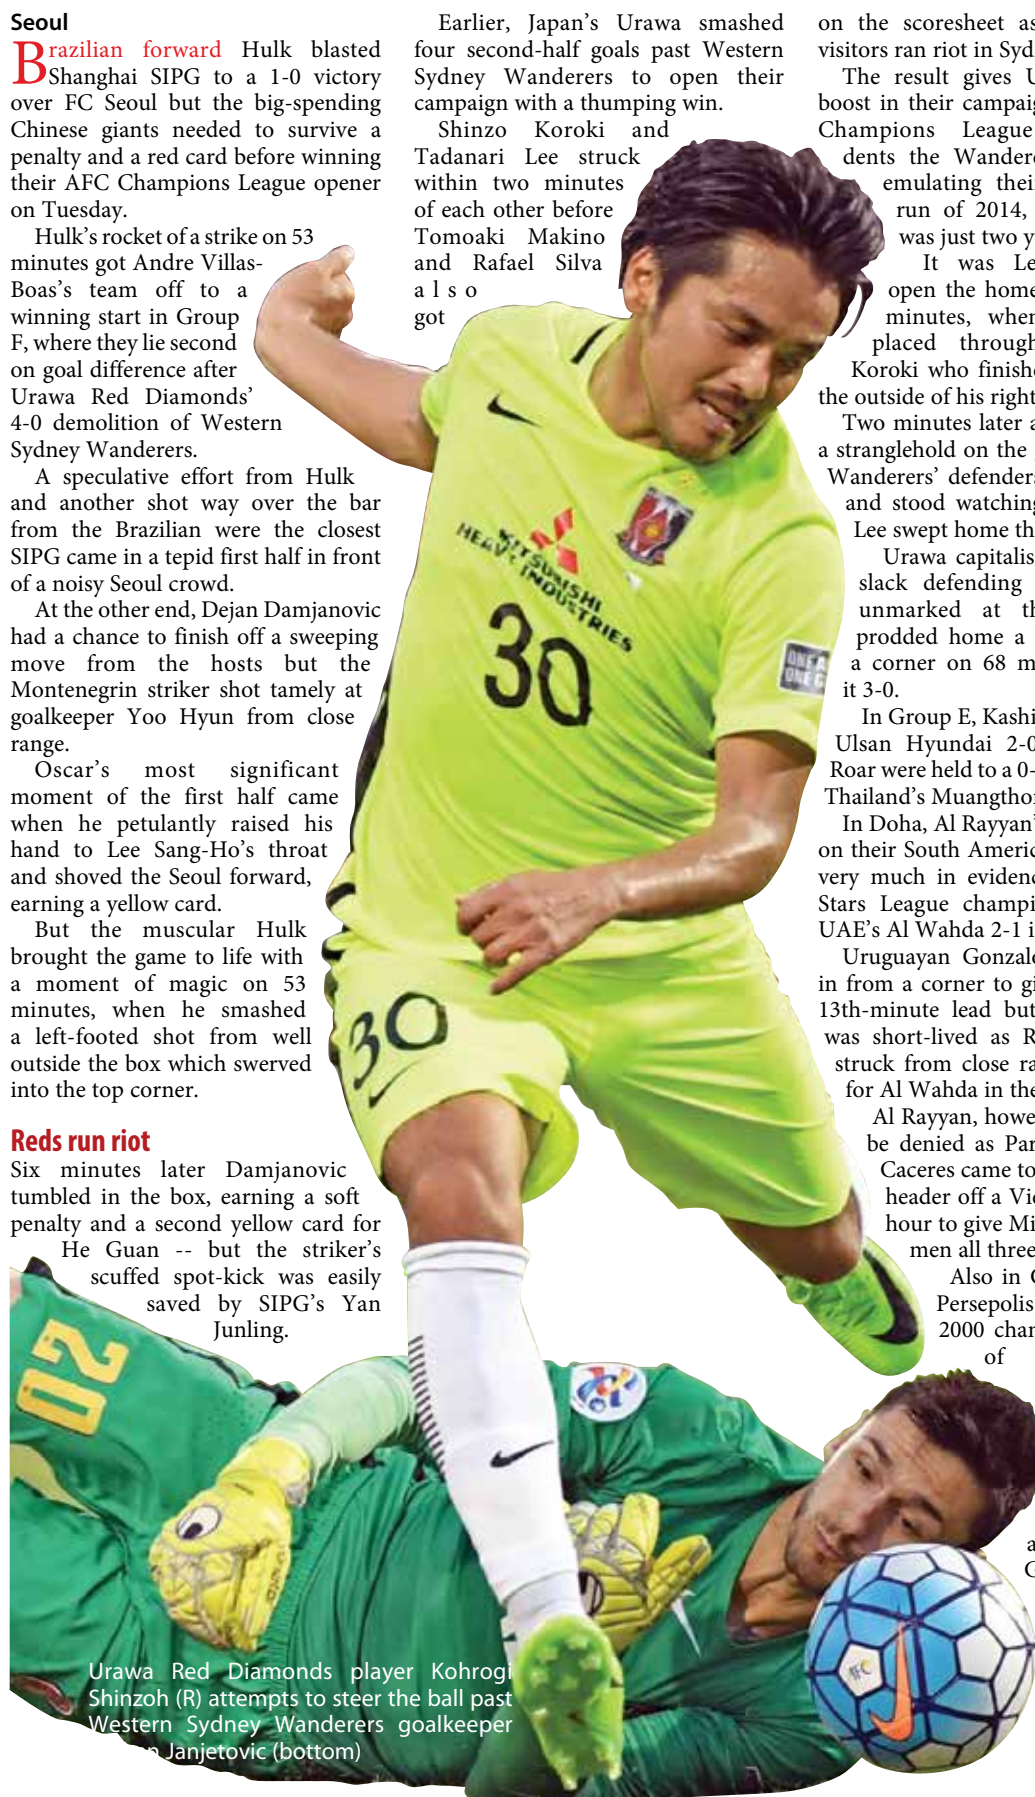 Seoul
Brazilian forward Hulk blasted
Shanghai SIPG to a 1-0 victory
over FC Seoul but the big-spending
Chinese giants needed to survive a
penalty and a red card before winning
their AFC Champions League opener
on Tuesday.
Hulk's rocket of a strike on 53
minutes got Andre Villas-
Boas's team off to a
winning start in Group
F, where they lie second
on goal difference after
Urawa Red Diamonds'
4-0 demolition of Western
Sydney Wanderers.
A speculative effort from Hulk
and another shot way over the bar
from the Brazilian were the closest
SIPG came in a tepid first half in front
of a noisy Seoul crowd.
At the other end, Dejan Damjanovic
had a chance to finish off a sweeping
move from the hosts but the
Montenegrin striker shot tamely at
goalkeeper Yoo Hyun from close
range.
Oscar's most significant
moment of the first half came
when he petulantly raised his
hand to Lee Sang-Ho's throat
and shoved the Seoul forward,
earning a yellow card.
But the muscular Hulk
brought the game to life with
a moment of magic on 53
minutes, when he smashed
a left-footed shot from well
outside the box which swerved
into the top corner.
Reds run riot
Six minutes later Damjanovic
tumbled in the box, earning a soft
penalty and a second yellow card for
He Guan -- but the striker's
scuffed spot-kick was easily
saved by SIPG's Yan
Junling.
Earlier, Japan's Urawa smashed
four second-half goals past Western
Sydney Wanderers to open their
campaign with a thumping win.
Shinzo Koroki and
Tadanari Lee struck
within two minutes
of each other before
Tomoaki Makino
and Rafael Silva
also
got
on the scoresheet as
visitors ran riot in Syd
The result gives U
boost in their campaig
Champions League
dents the Wander
emulating thei
run of 2014,
was just two y
It was Le
open the home
minutes, when
placed through
Koroki who finish
the outside of his right
Two minutes later a
a stranglehold on the
Wanderers' defender
and stood watching
Lee swept home th
Urawa capitalis
slack defending
unmarked at th
prodded home a
a corner on 68 m
it 3-0.
In Group E, Kashi
Ulsan Hyundai 2-0
Roar were held to a 0-
Thailand's Muangtho
In Doha, Al Rayyan'
on their South Americ
very much in evidenc
Stars League champi
UAE's Al Wahda 2-1 i
Uruguayan Gonzal
in from a corner to gi
13th-minute lead but
was short-lived as R
struck from close ra
for Al Wahda in the
Al Rayyan, howe
be denied as Par
Caceres came to
header off a Vi
hour to give Mi
men all three
Also in
Persepolis
2000 char
of
a
MITSUBISHI
HEAVY INDUSTRIES
30
ONE A
ONE G
30
20
Urawa Red Diamonds player Kohrogi
Shinzoh (R) attempts to steer the ball past
Western Sydney Wanderers goalkeeper
Janjetovic (bottom)